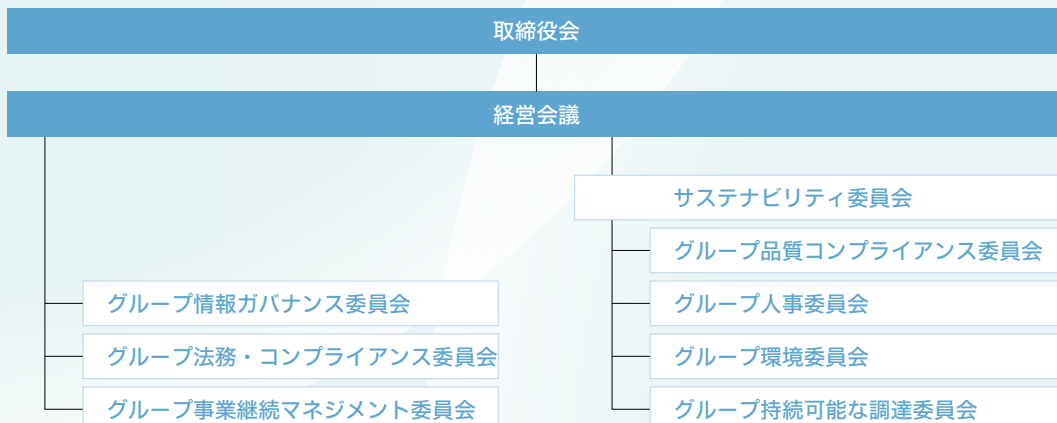 取締役会
経営会議
サステナビリティ委員会
グループ品質コンプライアンス委員会
グループ情報ガバナンス委員会
グループ人事委員会
グループ法務・コンプライアンス委員会
グループ環境委員会
グループ事業継続マネジメント委員会
グループ持続可能な調達委員会